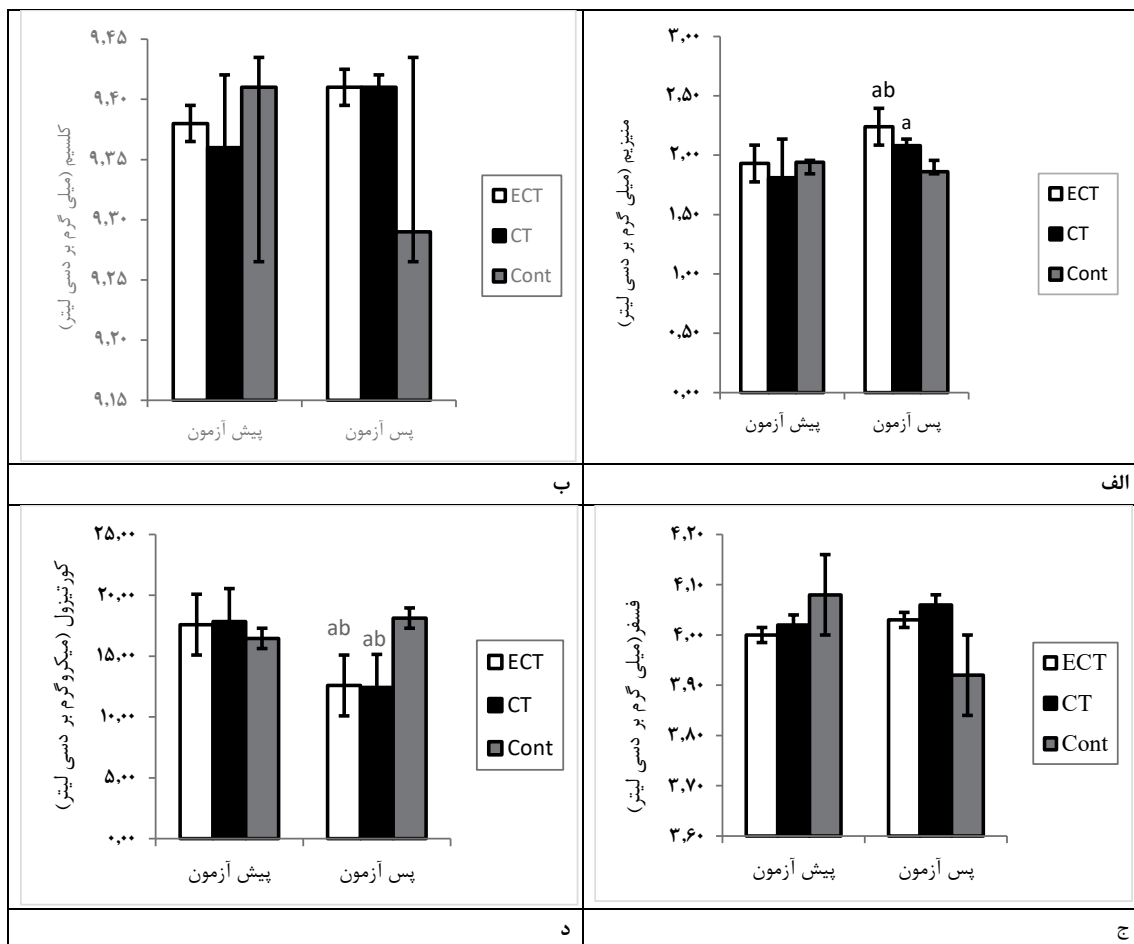 منیزیم (میلی گرم بر دسی لیتر)
۳,۰۰
۲,۵۰
۲,۰۰
۱,۵۰
۱,۰۰
۰,۵۰
۰,۰۰
ab
a
پیش آزمون
پس آزمون
ECT
CT
Cont
الف
کلسیم (میلی گرم بر دسی لیتر)
۹,۴۵
۹,۴۰
۹,۳۵
۹,۳۰
۹,۲۵
۹,۲۰
۹,۱۵
پیش آزمون
پس آزمون
ECT
CT
Cont
ب
فسفر(میلی گرم بر دسی لیتر)
۴,۲۰
۴,۱۰
۴,۰۰
۳,۹۰
۳,۸۰
۳,۷۰
۳,۶۰
پیش آزمون
پس آزمون
ECT
CT
Cont
ج
کورتیزول (میکروگرم بر دسی لیتر)
۲۵,۰۰
۲۰,۰۰
۱۵,۰۰
۱۰,۰۰
۵,۰۰
۰,۰۰
ab
ab
پیش آزمون
پس آزمون
ECT
CT
Cont
د